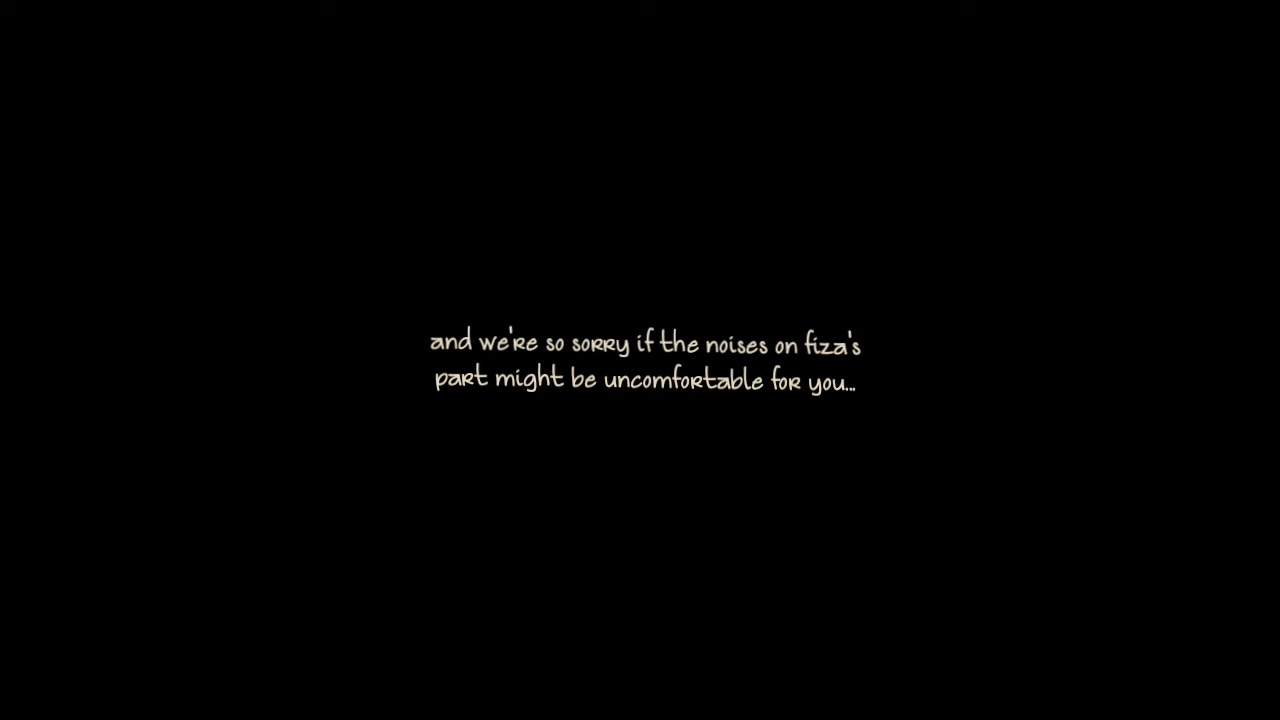 and we're so sorry if the noises on fiza's
part might be uncomfortable for you...